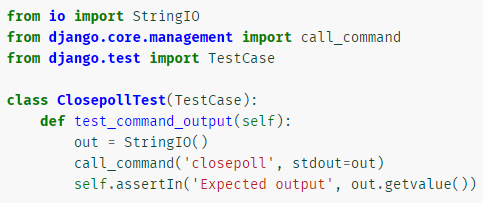 from io import StringIO
from django.core.management import call_command
from django.test import TestCase

class ClosepollTest(TestCase):
    def test_command_output(self):
        out = StringIO()
        call_command('closepoll', stdout=out)
        self.assertIn('Expected output', out.getvalue())